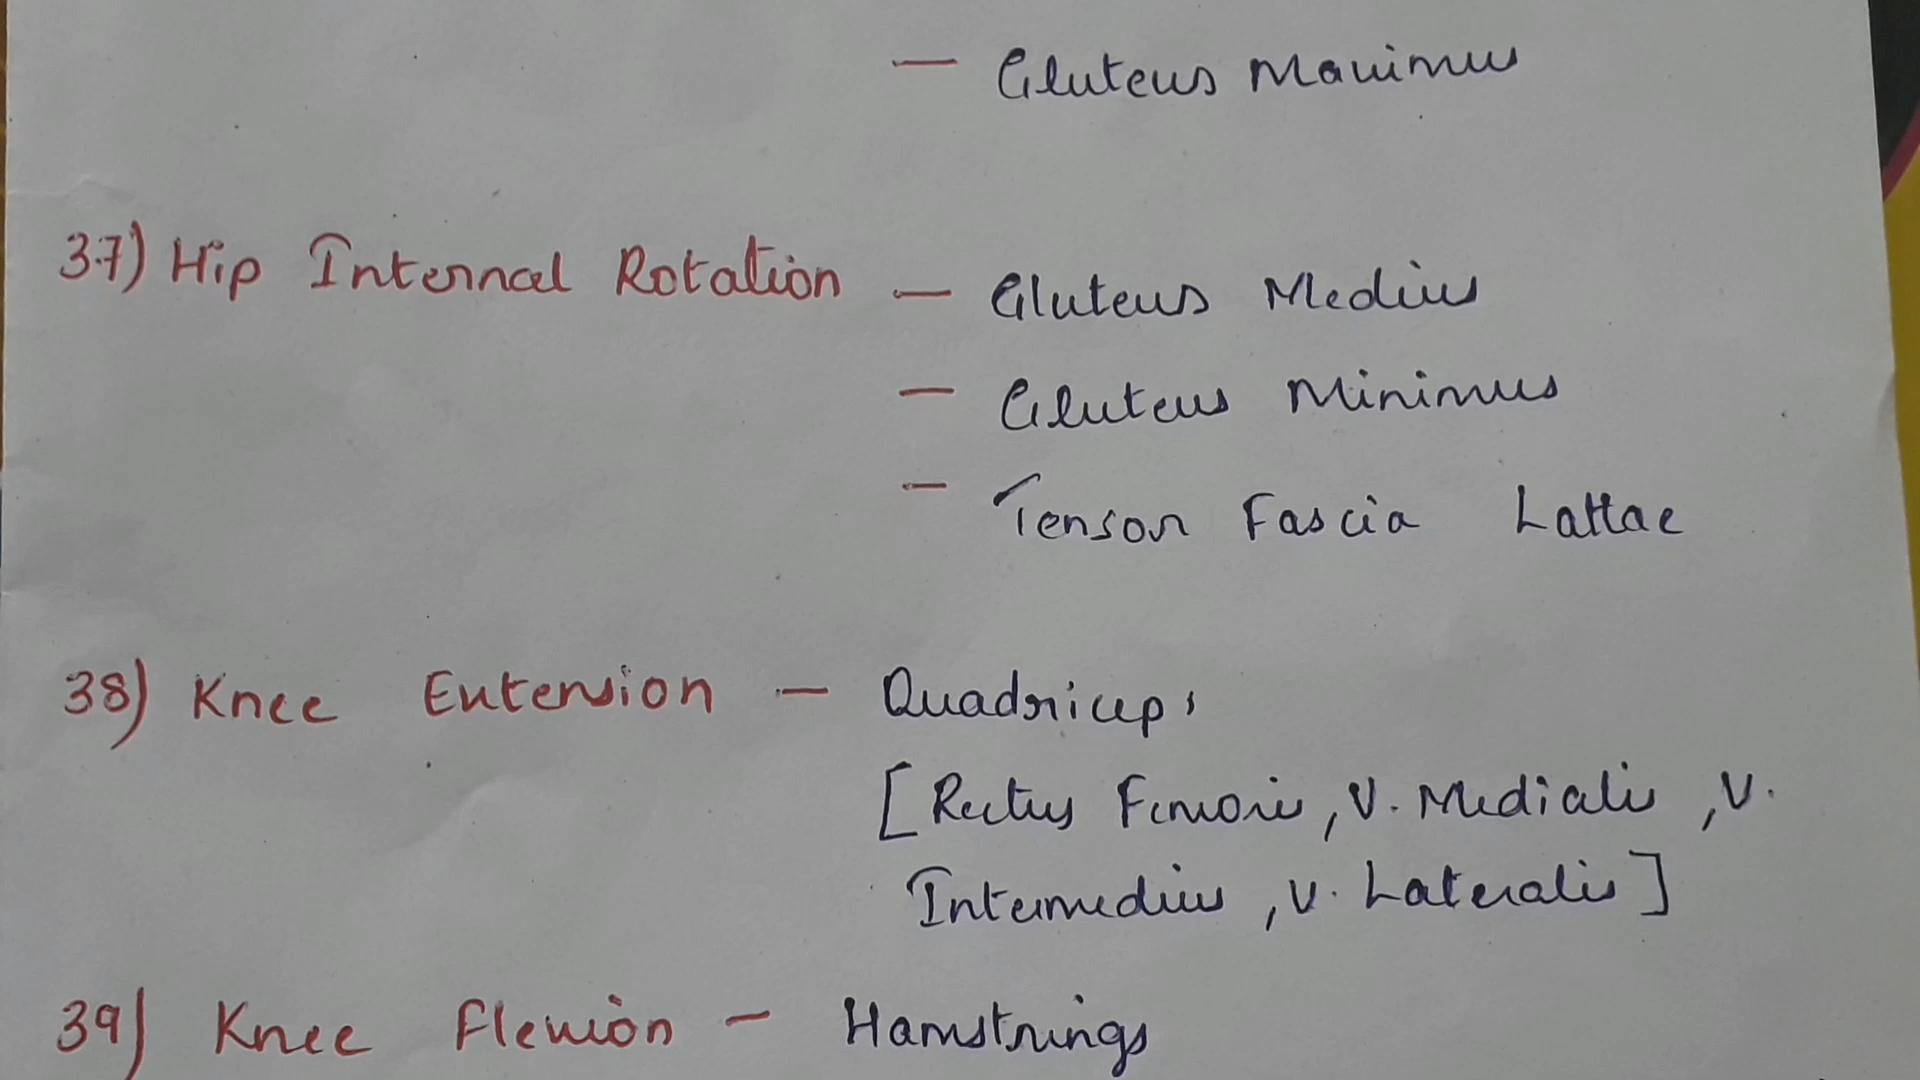 — Gluteus Maximus
37) Hip Internal Rotation — Gluteus Medius
— Gluteus Minimus
— Tensor Fascia Lattae
38) Knee Extension — Quadriceps
[Rectus Femoris, V. Medialis, V.
Intermedius, V. Lateralis]
39) Knee Flexion — Hamstrings